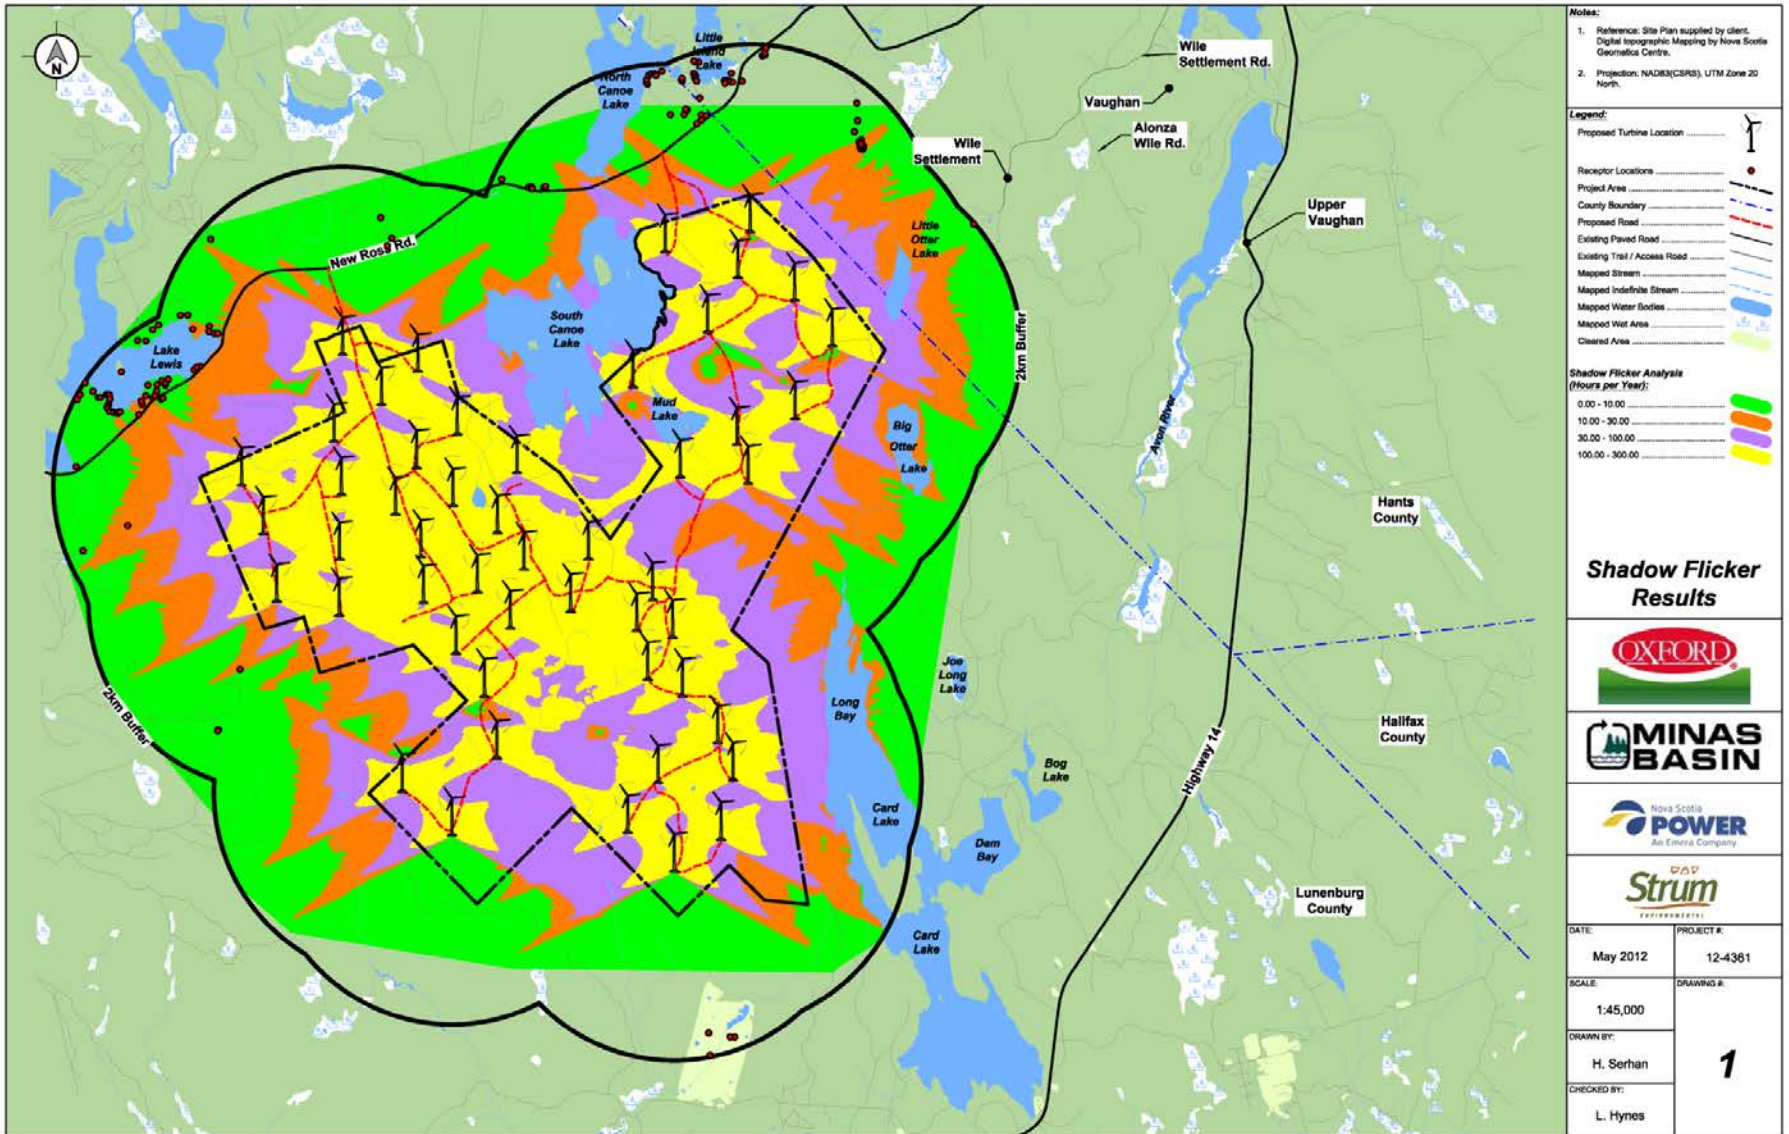 N
Little
Island
Lake
North
Canoe
Lake
Wile
Settlement Rd.
Vaughan
Alonza
Wile Rd.
Wile
Settlement
Upper
Vaughan
Little
Otter
Lake
New Ross Rd.
South
Canoe
Lake
2km Buffer
Lake
Lewis
Mud
Lake
Big
Otter
Lake
Avon River
Hants
County
Joe
Long
Lake
Long
Bay
2km Buffer
Halifax
County
Highway 14
Bog
Lake
Card
Lake
Dam
Bay
Lunenburg
County
Card
Lake
Notes:
1. Reference: Site Plan supplied by client.
Digital topographic Mapping by Nova Scotia
Geomatics Centre.
2. Projection: NAD83(CSRS), UTM Zone 20
North.
Legend:
Proposed Turbine Location
Receptor Locations
Project Area
County Boundary
Proposed Road
Existing Paved Road
Existing Trail / Access Road
Mapped Stream
Mapped Indefinite Stream
Mapped Water Bodies
Mapped Wet Area
Cleared Area
Shadow Flicker Analysis
(Hours per Year):
0.00 - 10.00
10.00 - 30.00
30.00 - 100.00
100.00 - 300.00
Shadow Flicker
Results
OXFORD
MINAS
BASIN
Nova Scotia
POWER
An Emera Company
Strum
ENVIRONMENTAL
DATE:
May 2012
PROJECT #:
12-4361
SCALE:
1:45,000
DRAWING #:
1
DRAWN BY:
H. Serhan
CHECKED BY:
L. Hynes